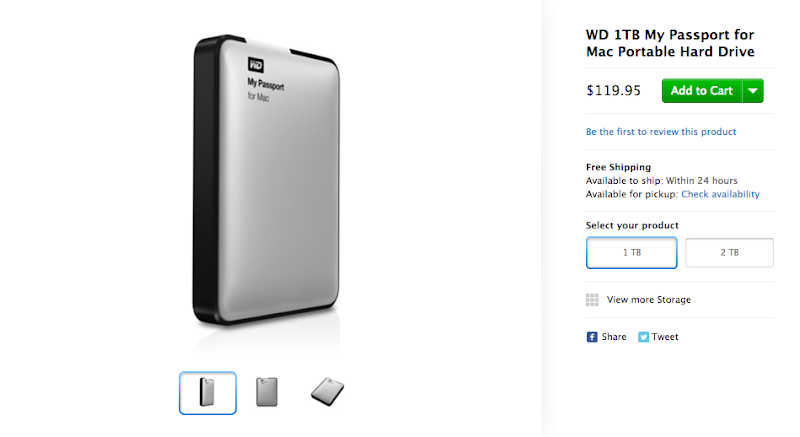 WD
My Passport
for Mac
WD 1TB My Passport for
Mac Portable Hard Drive
$119.95
Add to Cart
Be the first to review this product
Free Shipping
Available to ship: Within 24 hours
Available for pickup: Check availability
Select your product
1 TB
2 TB
View more Storage
Share
Tweet